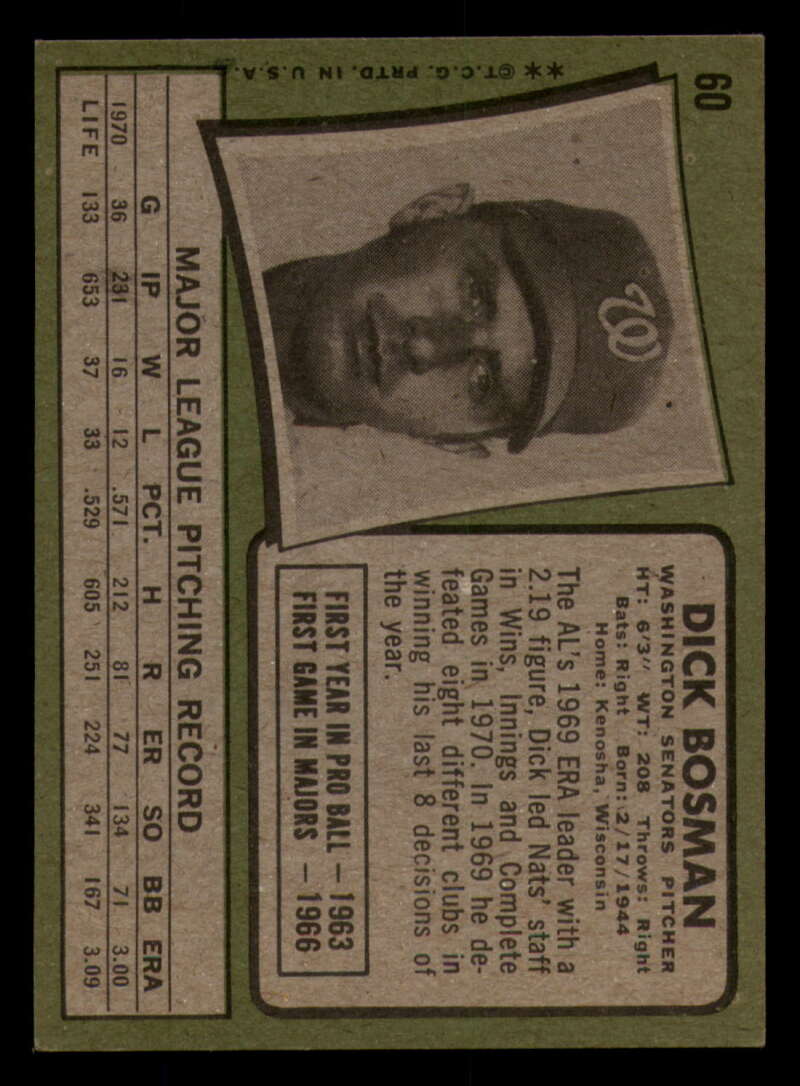 60
**©T.C.G. PRTD. IN U.S.A.
W
DICK BOSMAN
WASHINGTON SENATORS PITCHER
HT: 6'3" WT: 208 Throws: Right
Bats: Right Born: 2/17/1944
Home: Kenosha, Wisconsin
The AL's 1969 ERA leader with a
2.19 figure, Dick led Nats' staff
in Wins, Innings and Complete
Games in 1970. In 1969 he de-
feated eight different clubs in
winning his last 8 decisions of
the year.
FIRST YEAR IN PRO BALL — 1963
FIRST GAME IN MAJORS — 1966
MAJOR LEAGUE PITCHING RECORD
G IP W L PCT. H R ER SO BB ERA
1970 36 231 16 12 .571 212 81 77 134 71 3.00
LIFE 133 653 37 33 .529 605 251 224 341 167 3.09